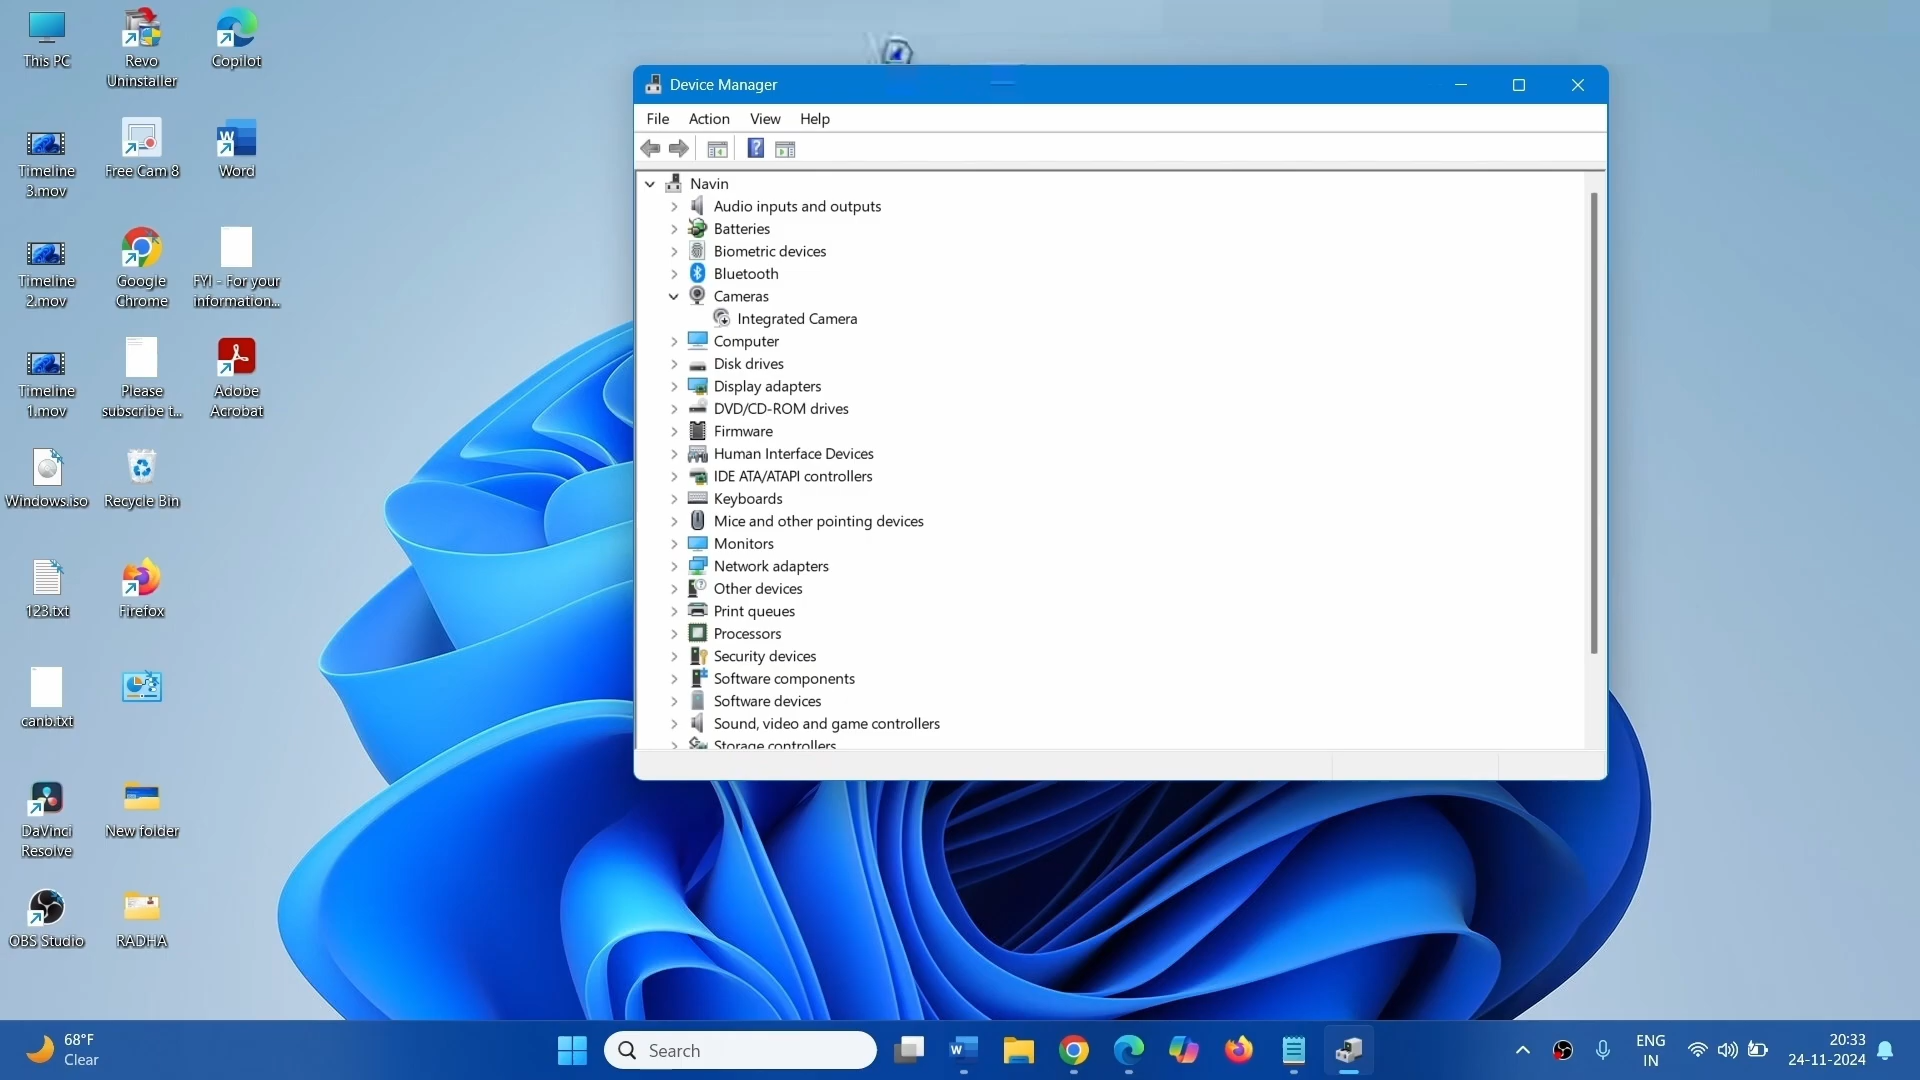 This PC
Revo
Uninstaller
Copilot
Timeline
3.mov
Free Cam 8
Word
Timeline
2.mov
Google
Chrome
FYI - For your
information...
Timeline
1.mov
Please
subscribe t...
Adobe
Acrobat
Windows.iso
Recycle Bin
123.txt
Firefox
canb.txt
DaVinci
Resolve
New folder
OBS Studio
RADHA
Device Manager
File Action View Help
Navin
Audio inputs and outputs
Batteries
Biometric devices
Bluetooth
Cameras
Integrated Camera
Computer
Disk drives
Display adapters
DVD/CD-ROM drives
Firmware
Human Interface Devices
IDE ATA/ATAPI controllers
Keyboards
Mice and other pointing devices
Monitors
Network adapters
Other devices
Print queues
Processors
Security devices
Software components
Software devices
Sound, video and game controllers
Storage controllers
68°F
Clear
Search
ENG
IN
20:33
24-11-2024